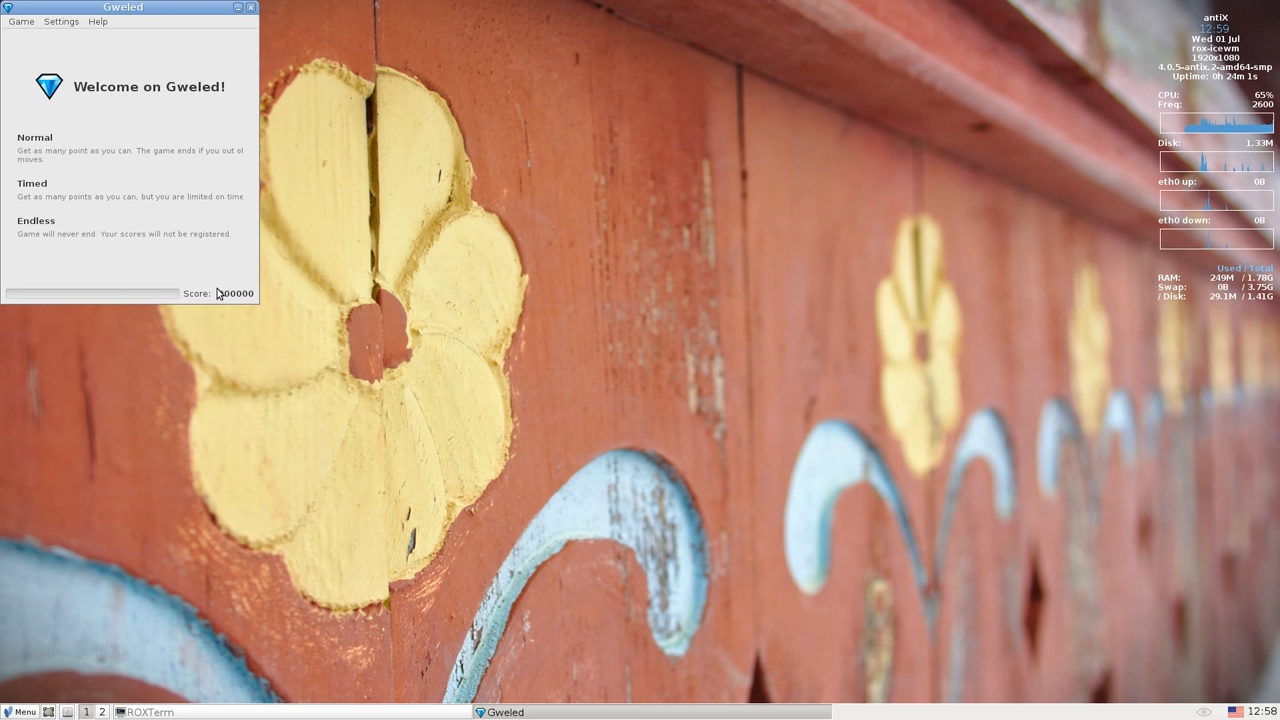 Gweled
Game Settings Help
Welcome on Gweled!
Normal
Get as many point as you can. The game ends if you out of
moves.
Timed
Get as many points as you can, but you are limited on time
Endless
Game will never end. Your scores will not be registered.
Score: 00000
antiX
12:59
Wed 01 Jul
rox-icewm
1920x1080
4.0.5-antix.2-amd64-smp
Uptime: 0h 24m 1s
CPU: 65%
Freq: 2600
Disk: 1.33M
eth0 up: 0B
eth0 down: 0B
Used / Total
RAM: 249M / 1.78G
Swap: 0B / 3.75G
/ Disk: 29.1M / 1.41G
Menu 1 2 ROXTerm Gweled 12:58